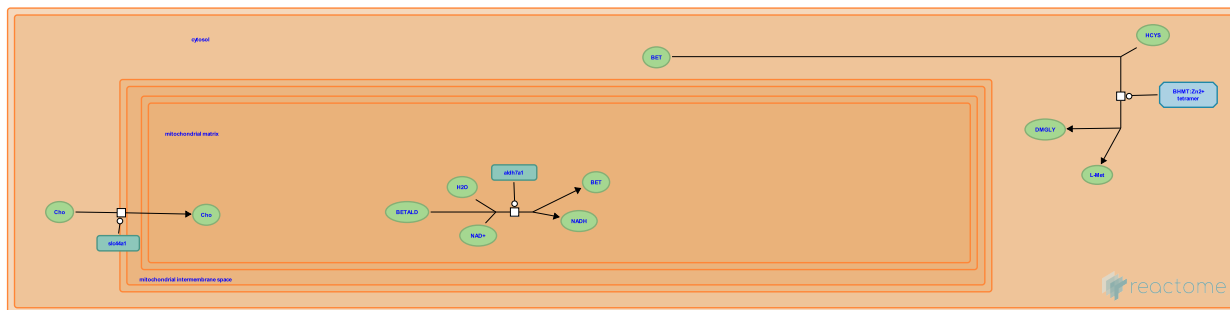 cytosol
HCYS
BET
BHMT:Zn2+
tetramer
DMGLY
mitochondrial matrix
L-Met
aldh7a1
H2O
BET
Cho
Cho
BETALD
NADH
NAD+
slc44a1
mitochondrial intermembrane space
reactome